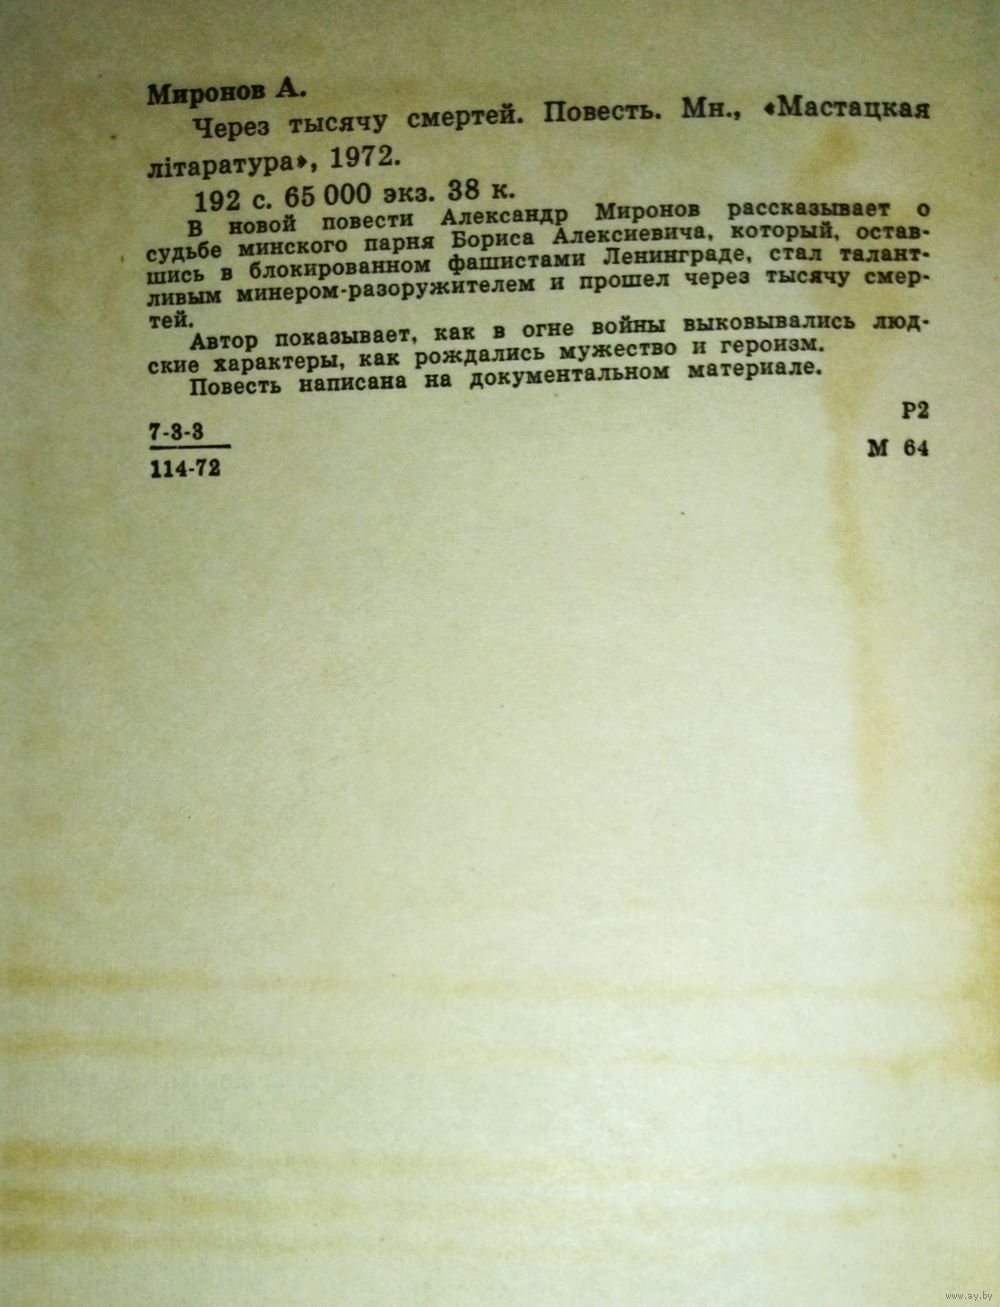 Миронов А.
Через тысячу смертей. Повесть. Мн., «Мастацкая
літаратура», 1972.
192 с. 65 000 экз. 38 к.
В новой повести Александр Миронов рассказывает о
судьбе минского парня Бориса Алексиевича, который, остав-
шись в блокированном фашистами Ленинграде, стал талант-
ливым минером-разоружителем и прошел через тысячу смер-
тей.
Автор показывает, как в огне войны выковывались люд-
ские характеры, как рождались мужество и героизм.
Повесть написана на документальном материале.
7-3-3
114-72
Р2
М 64
www.ay.by